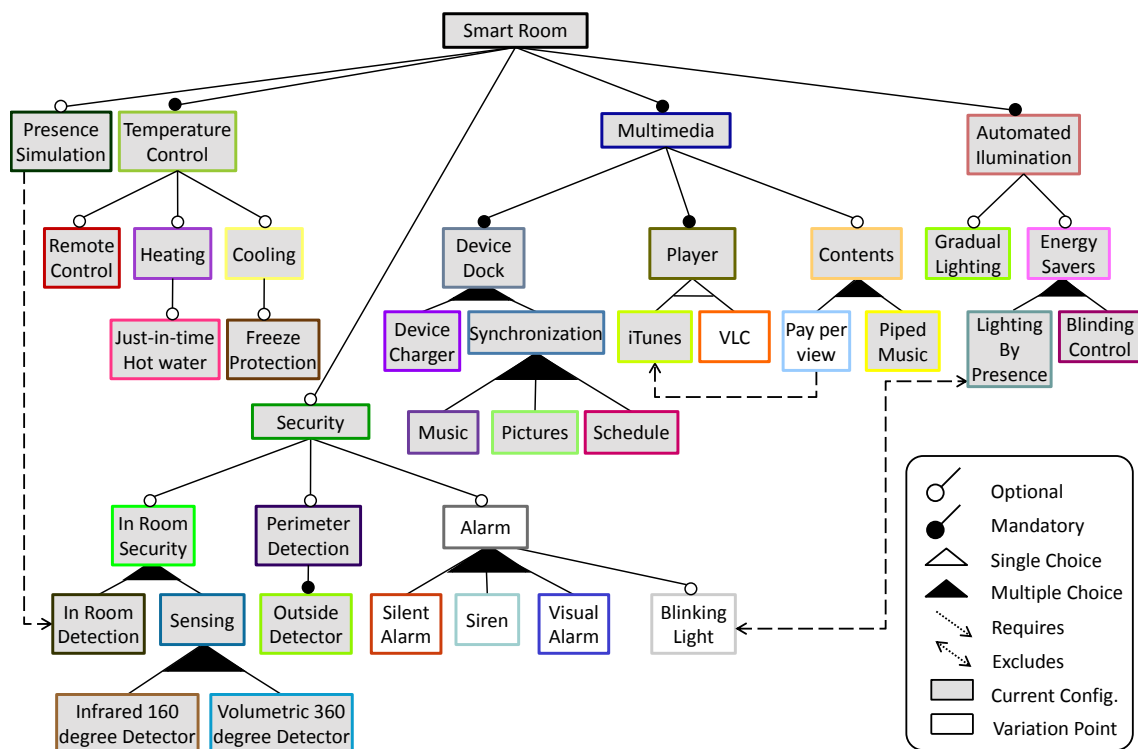 Smart Room
Presence
Simulation
Temperature
Control
Multimedia
Automated
Ilumination
Remote
Control
Heating
Cooling
Device
Dock
Player
Contents
Gradual
Lighting
Energy
Savers
Just-in-time
Hot water
Freeze
Protection
Device
Charger
Synchronization
iTunes
VLC
Pay per
view
Piped
Music
Lighting
By
Presence
Blinding
Control
Security
Music
Pictures
Schedule
In Room
Security
Perimeter
Detection
Alarm
In Room
Detection
Sensing
Outside
Detector
Silent
Alarm
Siren
Visual
Alarm
Blinking
Light
Infrared 160
degree Detector
Volumetric 360
degree Detector
Optional
Mandatory
Single Choice
Multiple Choice
Requires
Excludes
Current Config.
Variation Point